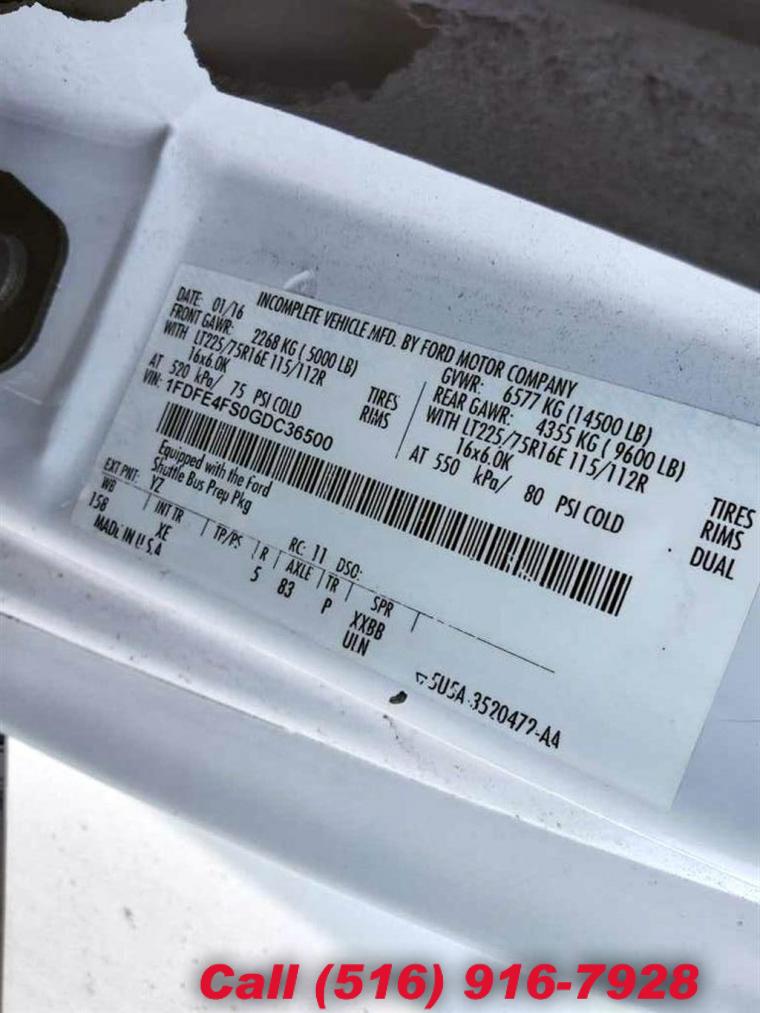 INCOMPLETE VEHICLE MFD. BY FORD MOTOR COMPANY
DATE: 01/16
GVWR: 6577 KG (14500 LB)
FRONT GAWR: 2268 KG ( 5000 LB)
REAR GAWR: 4355 KG ( 9600 LB)
WITH LT225/75R16E 115/112R TIRES
WITH LT225/75R16E 115/112R TIRES
16x6.0K RIMS
16x6.0K RIMS
AT 520 kPa/ 75 PSI COLD
AT 550 kPa/ 80 PSI COLD DUAL
VIN: 1FDFE4FS0GDC36500
Equipped with the Ford
Shuttle Bus Prep Pkg
EXT PNT: YZ RC: 11 DSO:
WB INT TR TP/PS R AXLE TR SPR
158 XE 5 83 P XXBB
MADE IN U.S.A ULN
5U5A-3520472-AA
Call (516) 916-7928